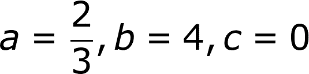 a = 2/3, b = 4, c = 0